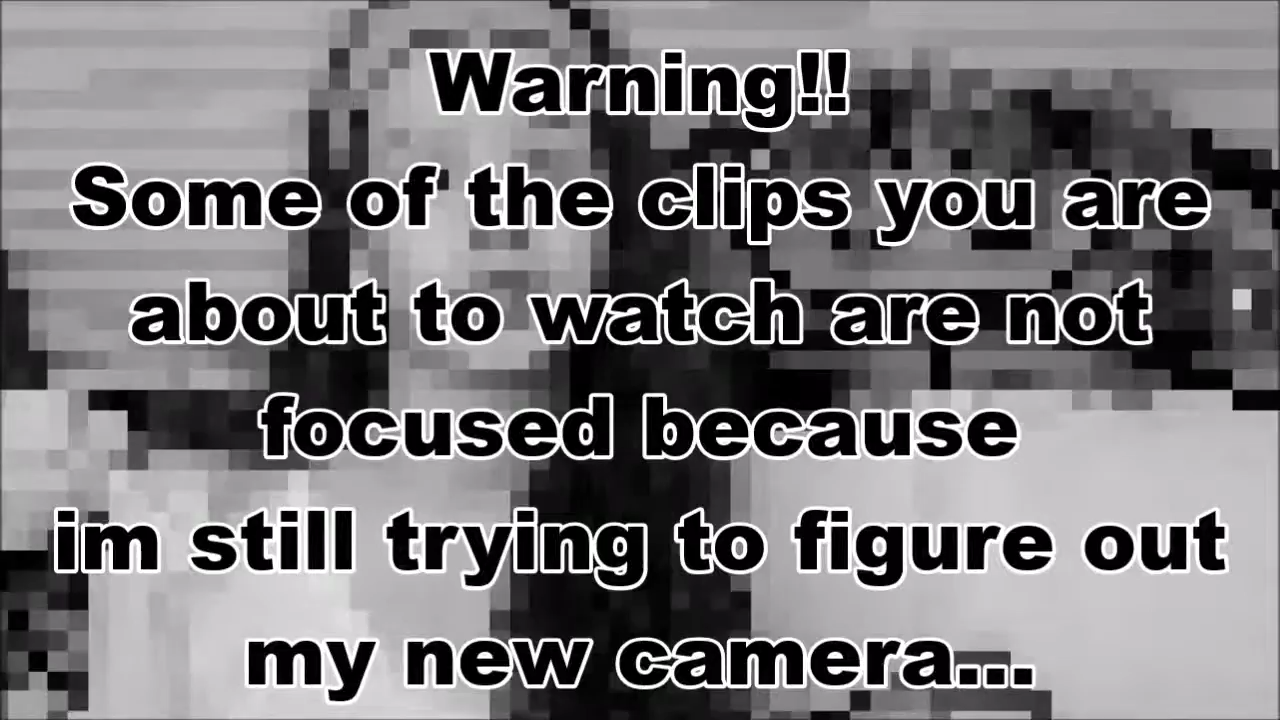 Warning!!
Some of the clips you are
about to watch are not
focused because
im still trying to figure out
my new camera...